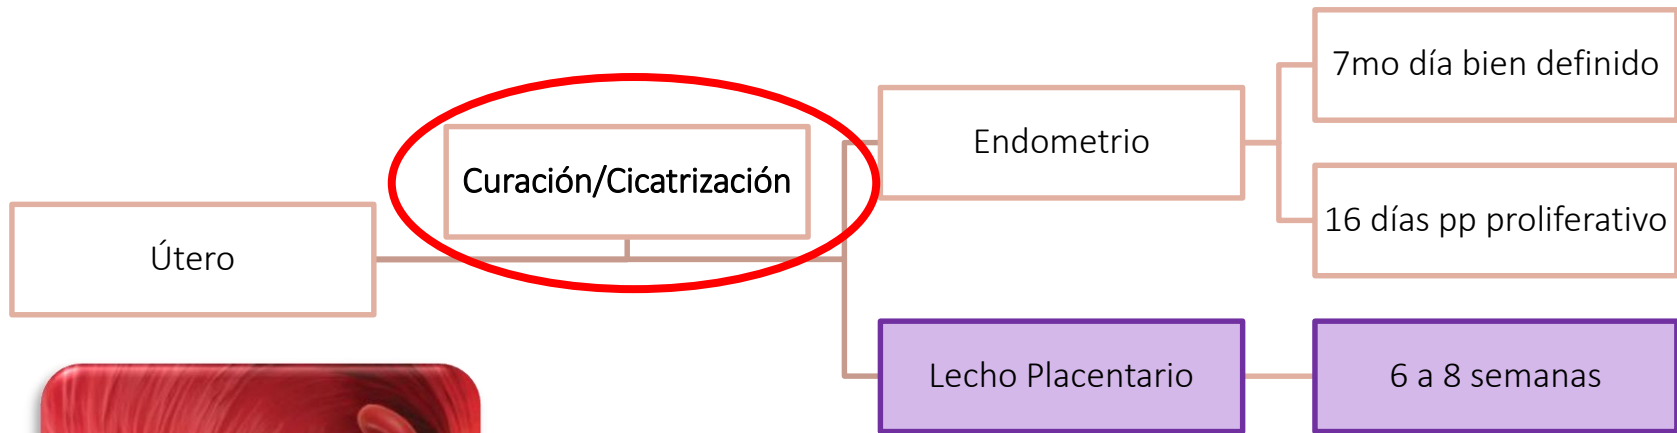 Útero
Curación/Cicatrización
Endometrio
7mo día bien definido
16 días pp proliferativo
Lecho Placentario
6 a 8 semanas